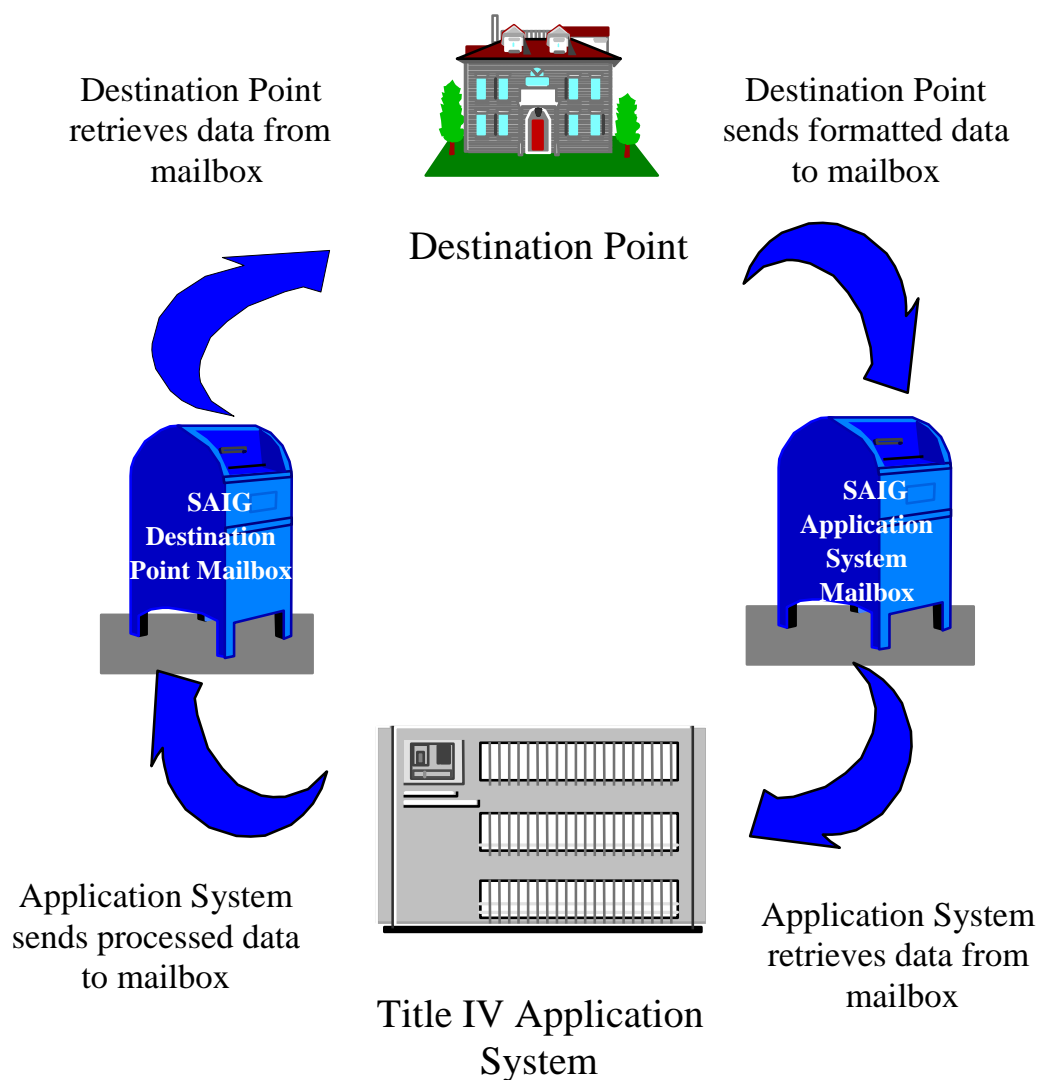 Destination Point
retrieves data from
mailbox
Destination Point
sends formatted data
to mailbox
Destination Point
SAIG
Destination
Point Mailbox
SAIG
Application
System
Mailbox
Application System
sends processed data
to mailbox
Application System
retrieves data from
mailbox
Title IV Application
System